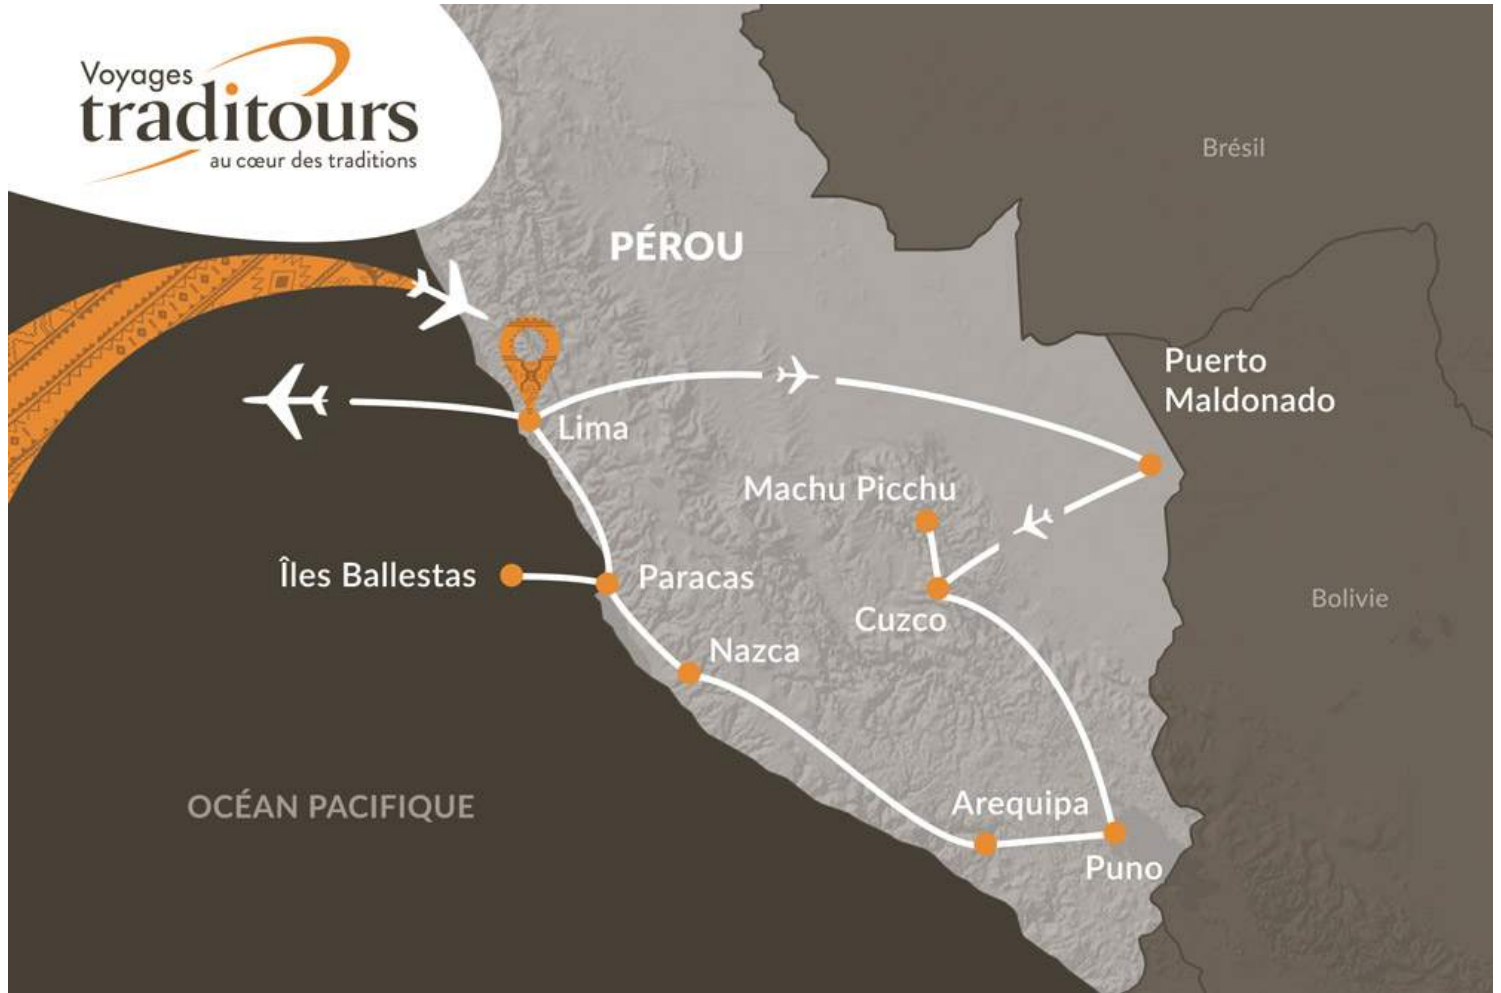 Voyages
traditours
au cœur des traditions
Brésil
PÉROU
Puerto
Maldonado
Lima
Machu Picchu
Îles Ballestas
Paracas
Cuzco
Bolivie
Nazca
OCÉAN PACIFIQUE
Arequipa
Puno